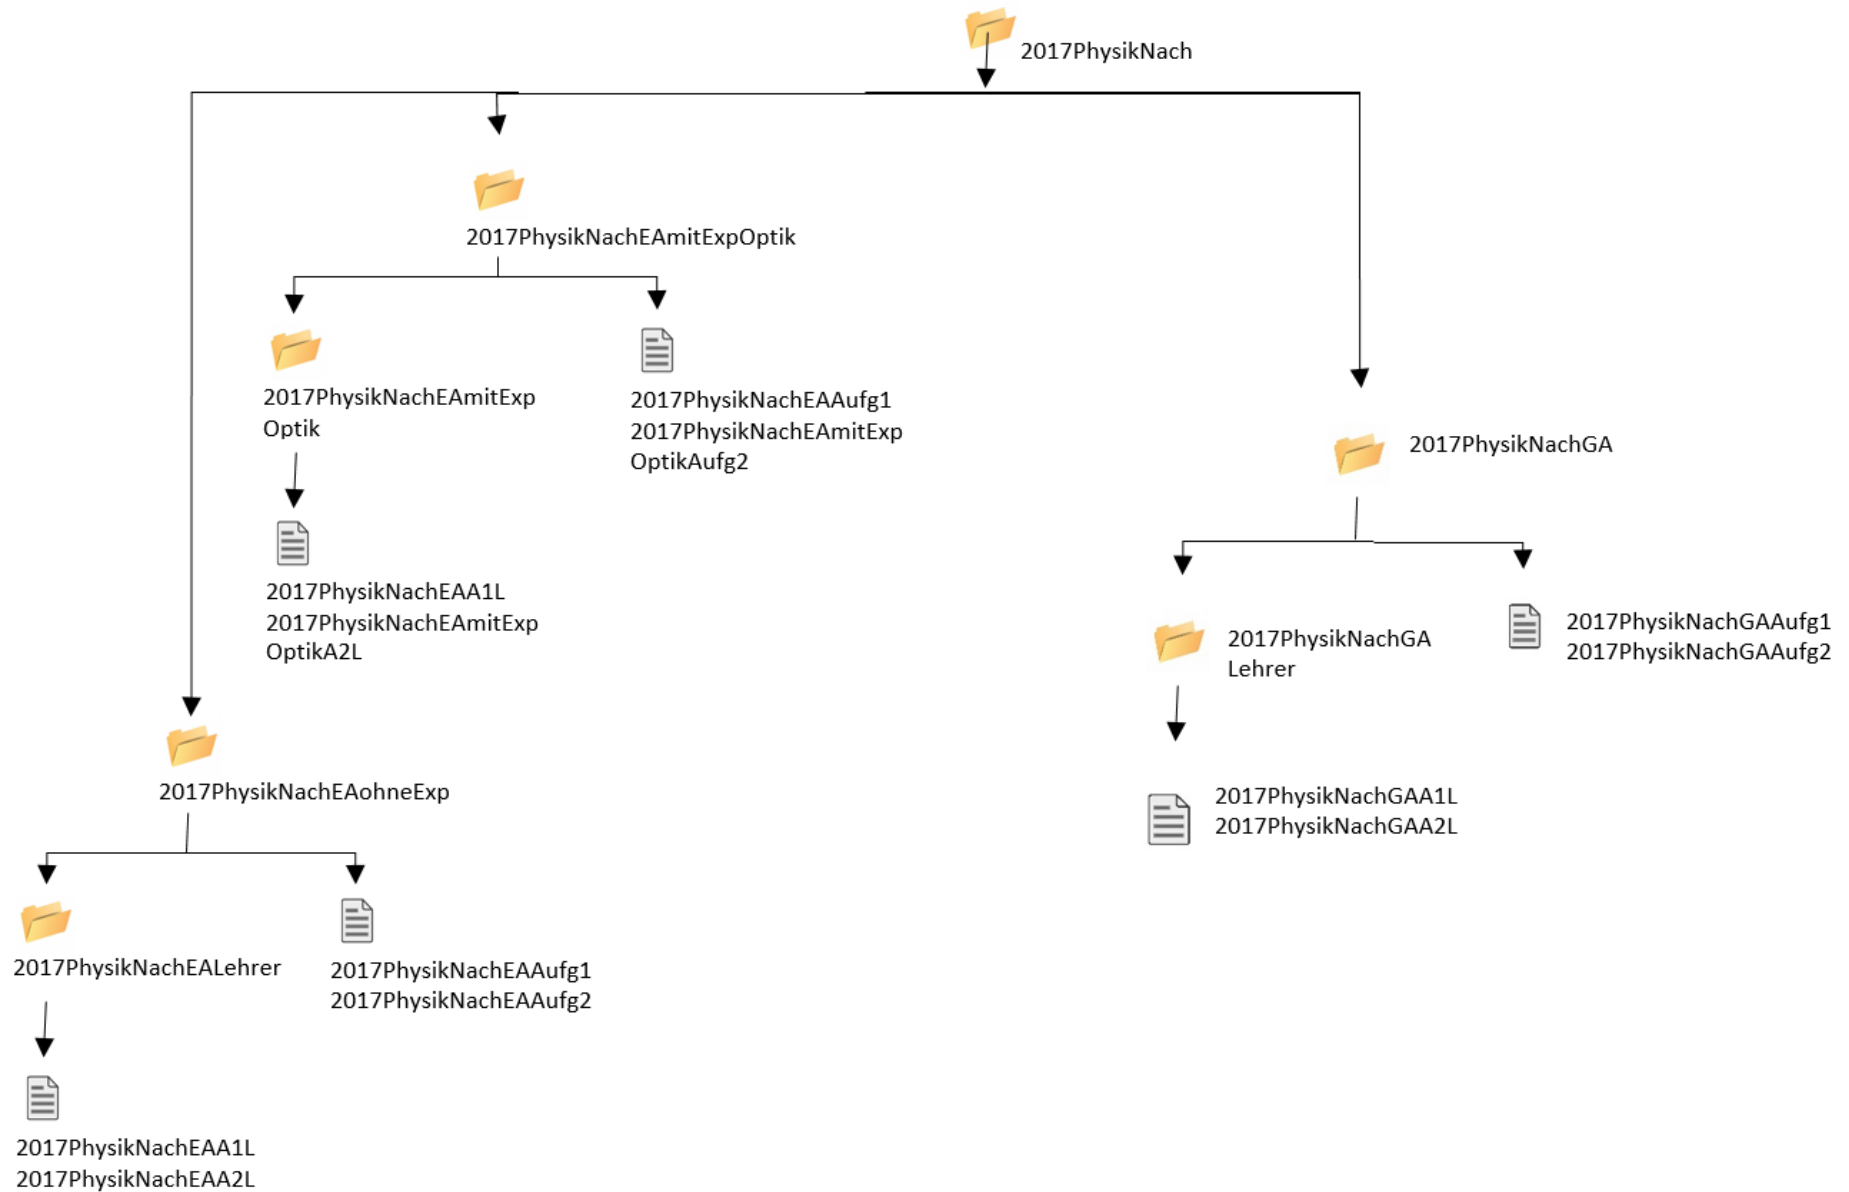 2017PhysikNach
2017PhysikNachEAmitExpOptik
2017PhysikNachEAmitExp
Optik
2017PhysikNachEAAufg1
2017PhysikNachEAmitExp
OptikAufg2
2017PhysikNachEAA1L
2017PhysikNachEAmitExp
OptikA2L
2017PhysikNachGA
2017PhysikNachGA
Lehrer
2017PhysikNachGAAufg1
2017PhysikNachGAAufg2
2017PhysikNachGAA1L
2017PhysikNachGAA2L
2017PhysikNachEAohneExp
2017PhysikNachEALehrer
2017PhysikNachEAAufg1
2017PhysikNachEAAufg2
2017PhysikNachEAA1L
2017PhysikNachEAA2L